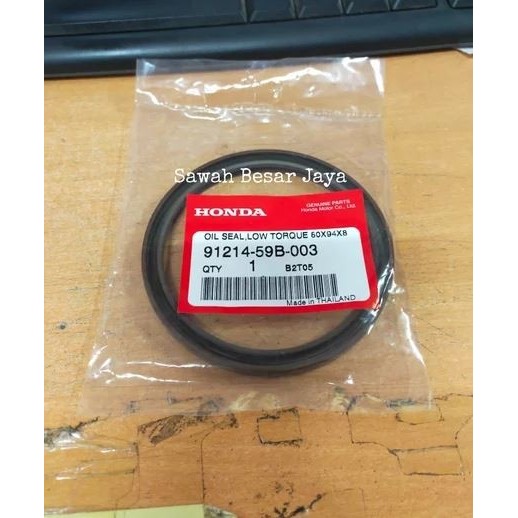 Sawah Besar Jaya
HONDA
GENUINE PARTS
Honda Motor Co., Ltd.
OIL SEAL,LOW TORQUE 80X94X8
91214-59B-003
QTY 1 B2T05
Made in THAILAND